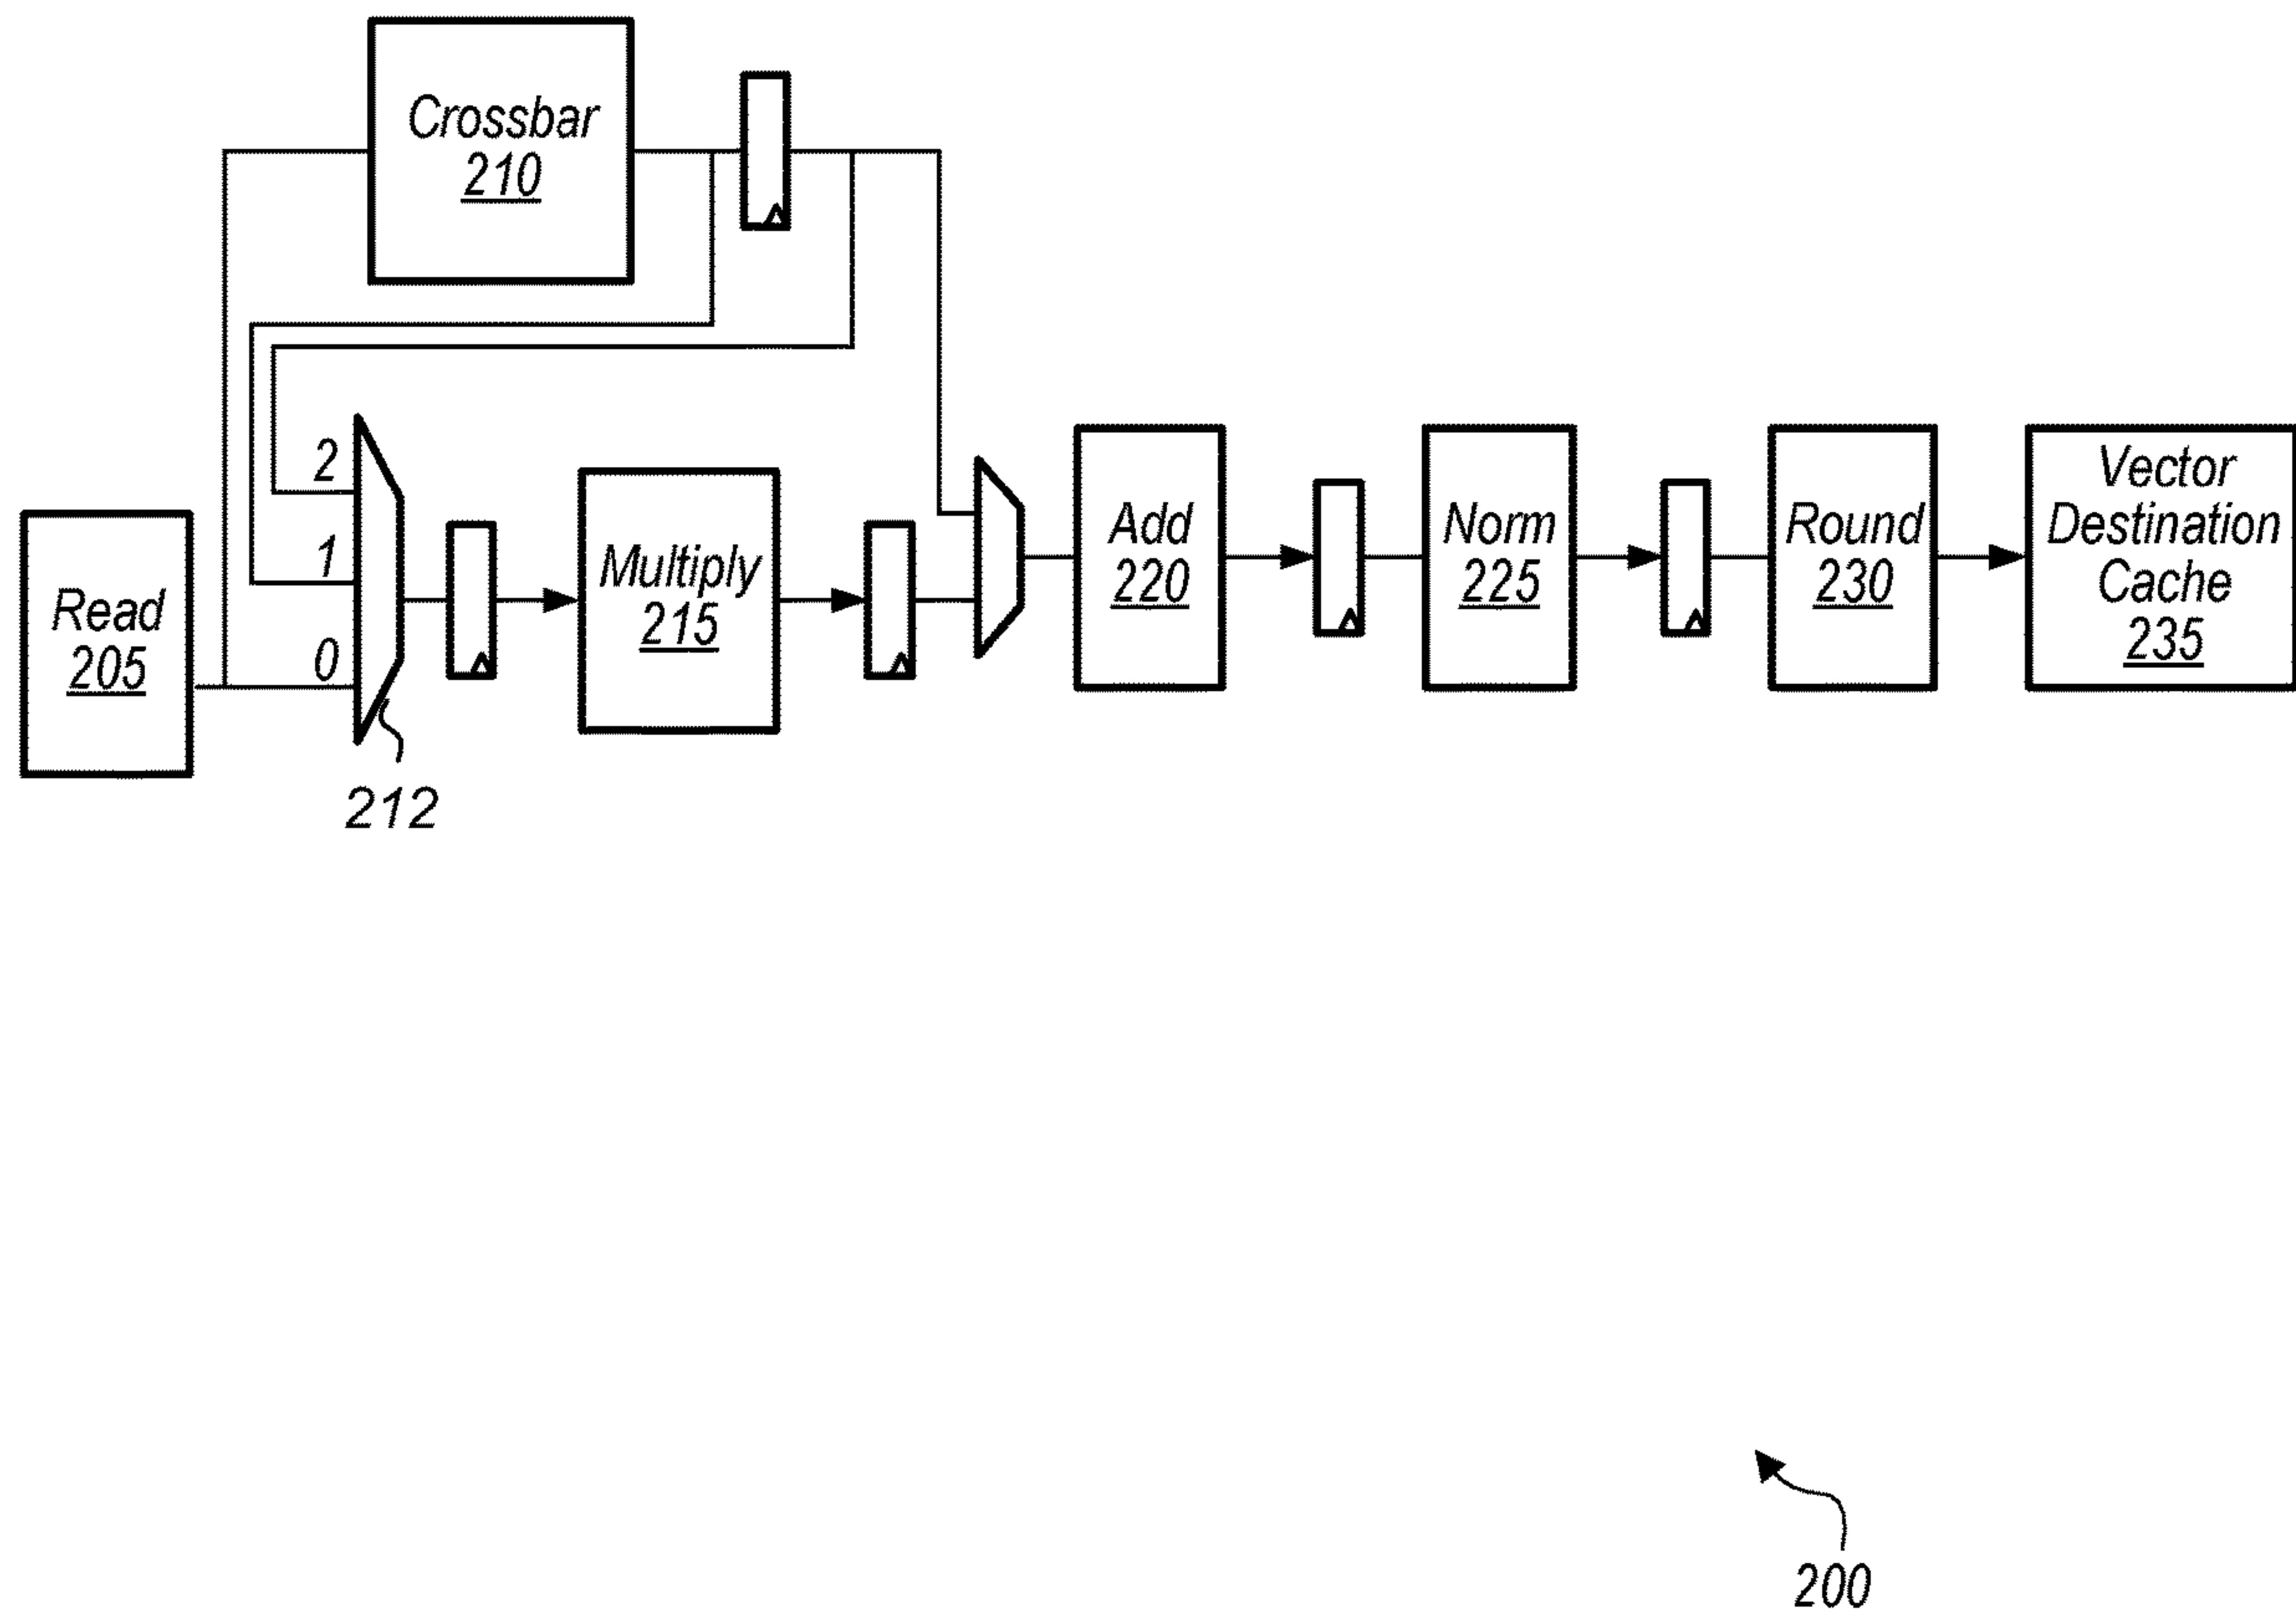 Crossbar
210
2
1
0
Read
205
212
Multiply
215
Add
220
Norm
225
Round
230
Vector
Destination
Cache
235
200